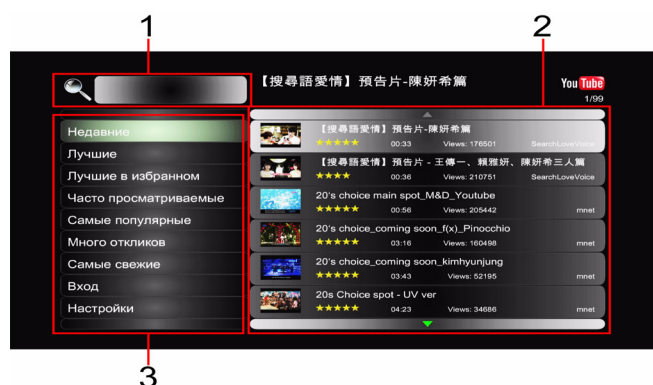 1
2
【搜尋語愛情】預告片-陳妍希篇
You Tube
1/99
Недавние
Лучшие
Лучшие в избранном
Часто просматриваемые
Самые популярные
Много откликов
Самые свежие
Вход
Настройки
【搜尋語愛情】預告片-陳妍希篇
00:33 Views: 176501 SearchLoveVoice
【搜尋語愛情】預告片 - 王傳一、賴雅妍、陳妍希三人篇
00:36 Views: 210751 SearchLoveVoice
20's choice main spot_M&D_Youtube
00:56 Views: 205442 mnet
20's choice_coming soon_f(x)_Pinocchio
03:16 Views: 160498 mnet
20's choice_coming soon_kimhyunjung
03:43 Views: 52195 mnet
20s Choice spot - UV ver
04:23 Views: 34686 mnet
3